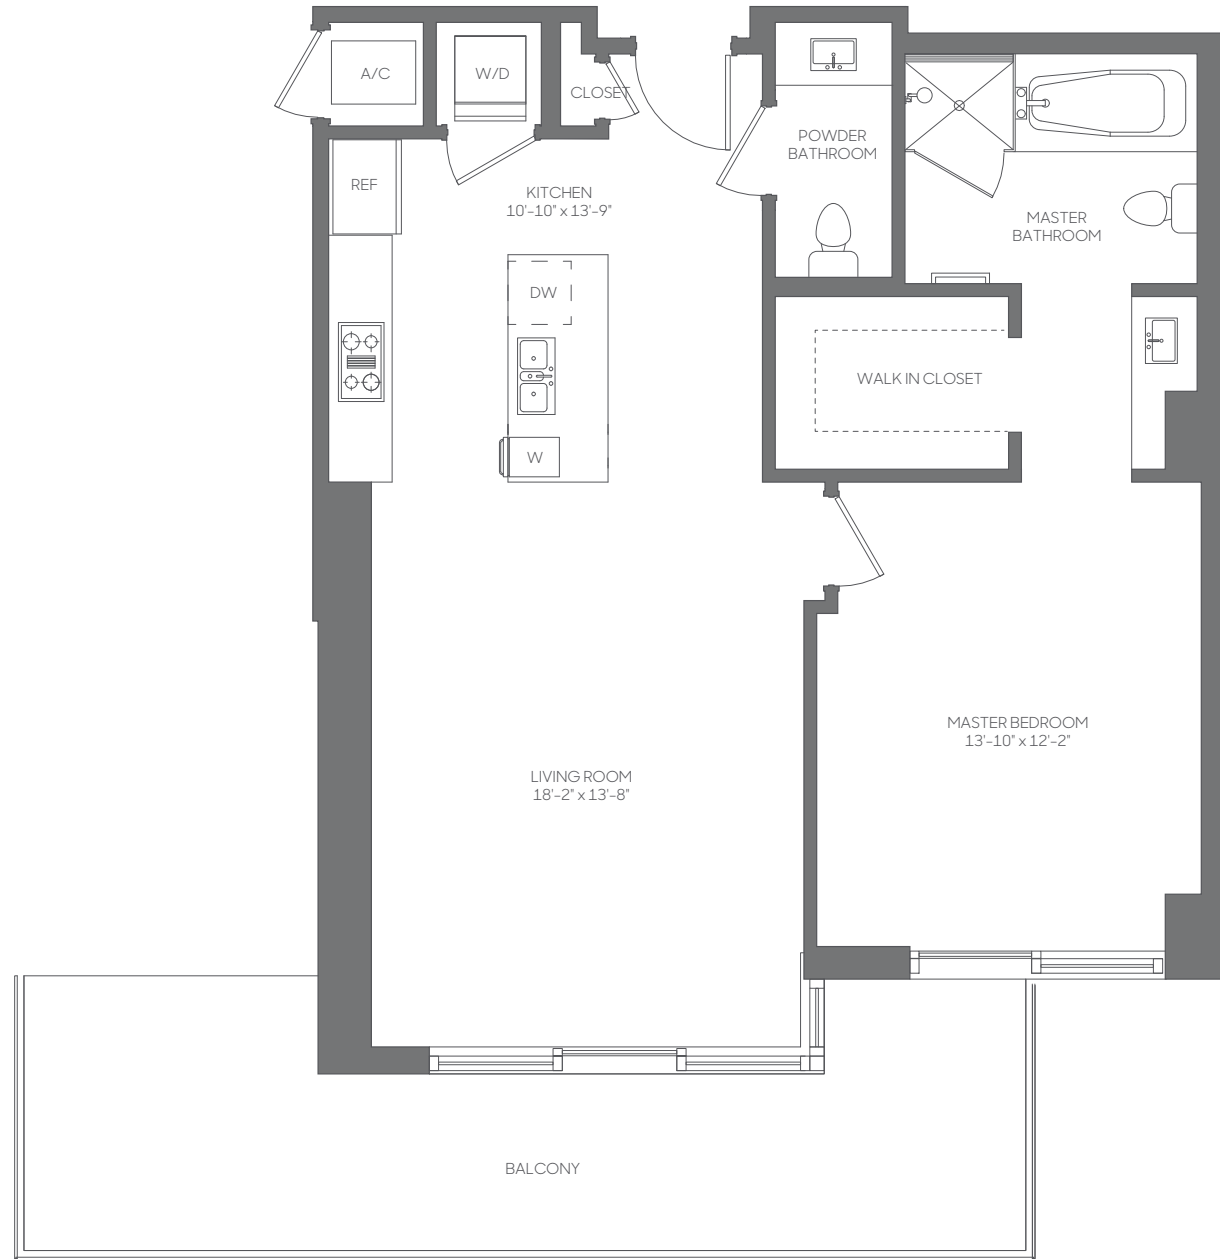 A/C
W/D
CLOSET
POWDER
BATHROOM
REF
KITCHEN
10'-10" x 13'-9"
MASTER
BATHROOM
DW
WALK IN CLOSET
W
MASTER BEDROOM
13'-10" x 12'-2"
LIVING ROOM
18'-2" x 13'-8"
BALCONY